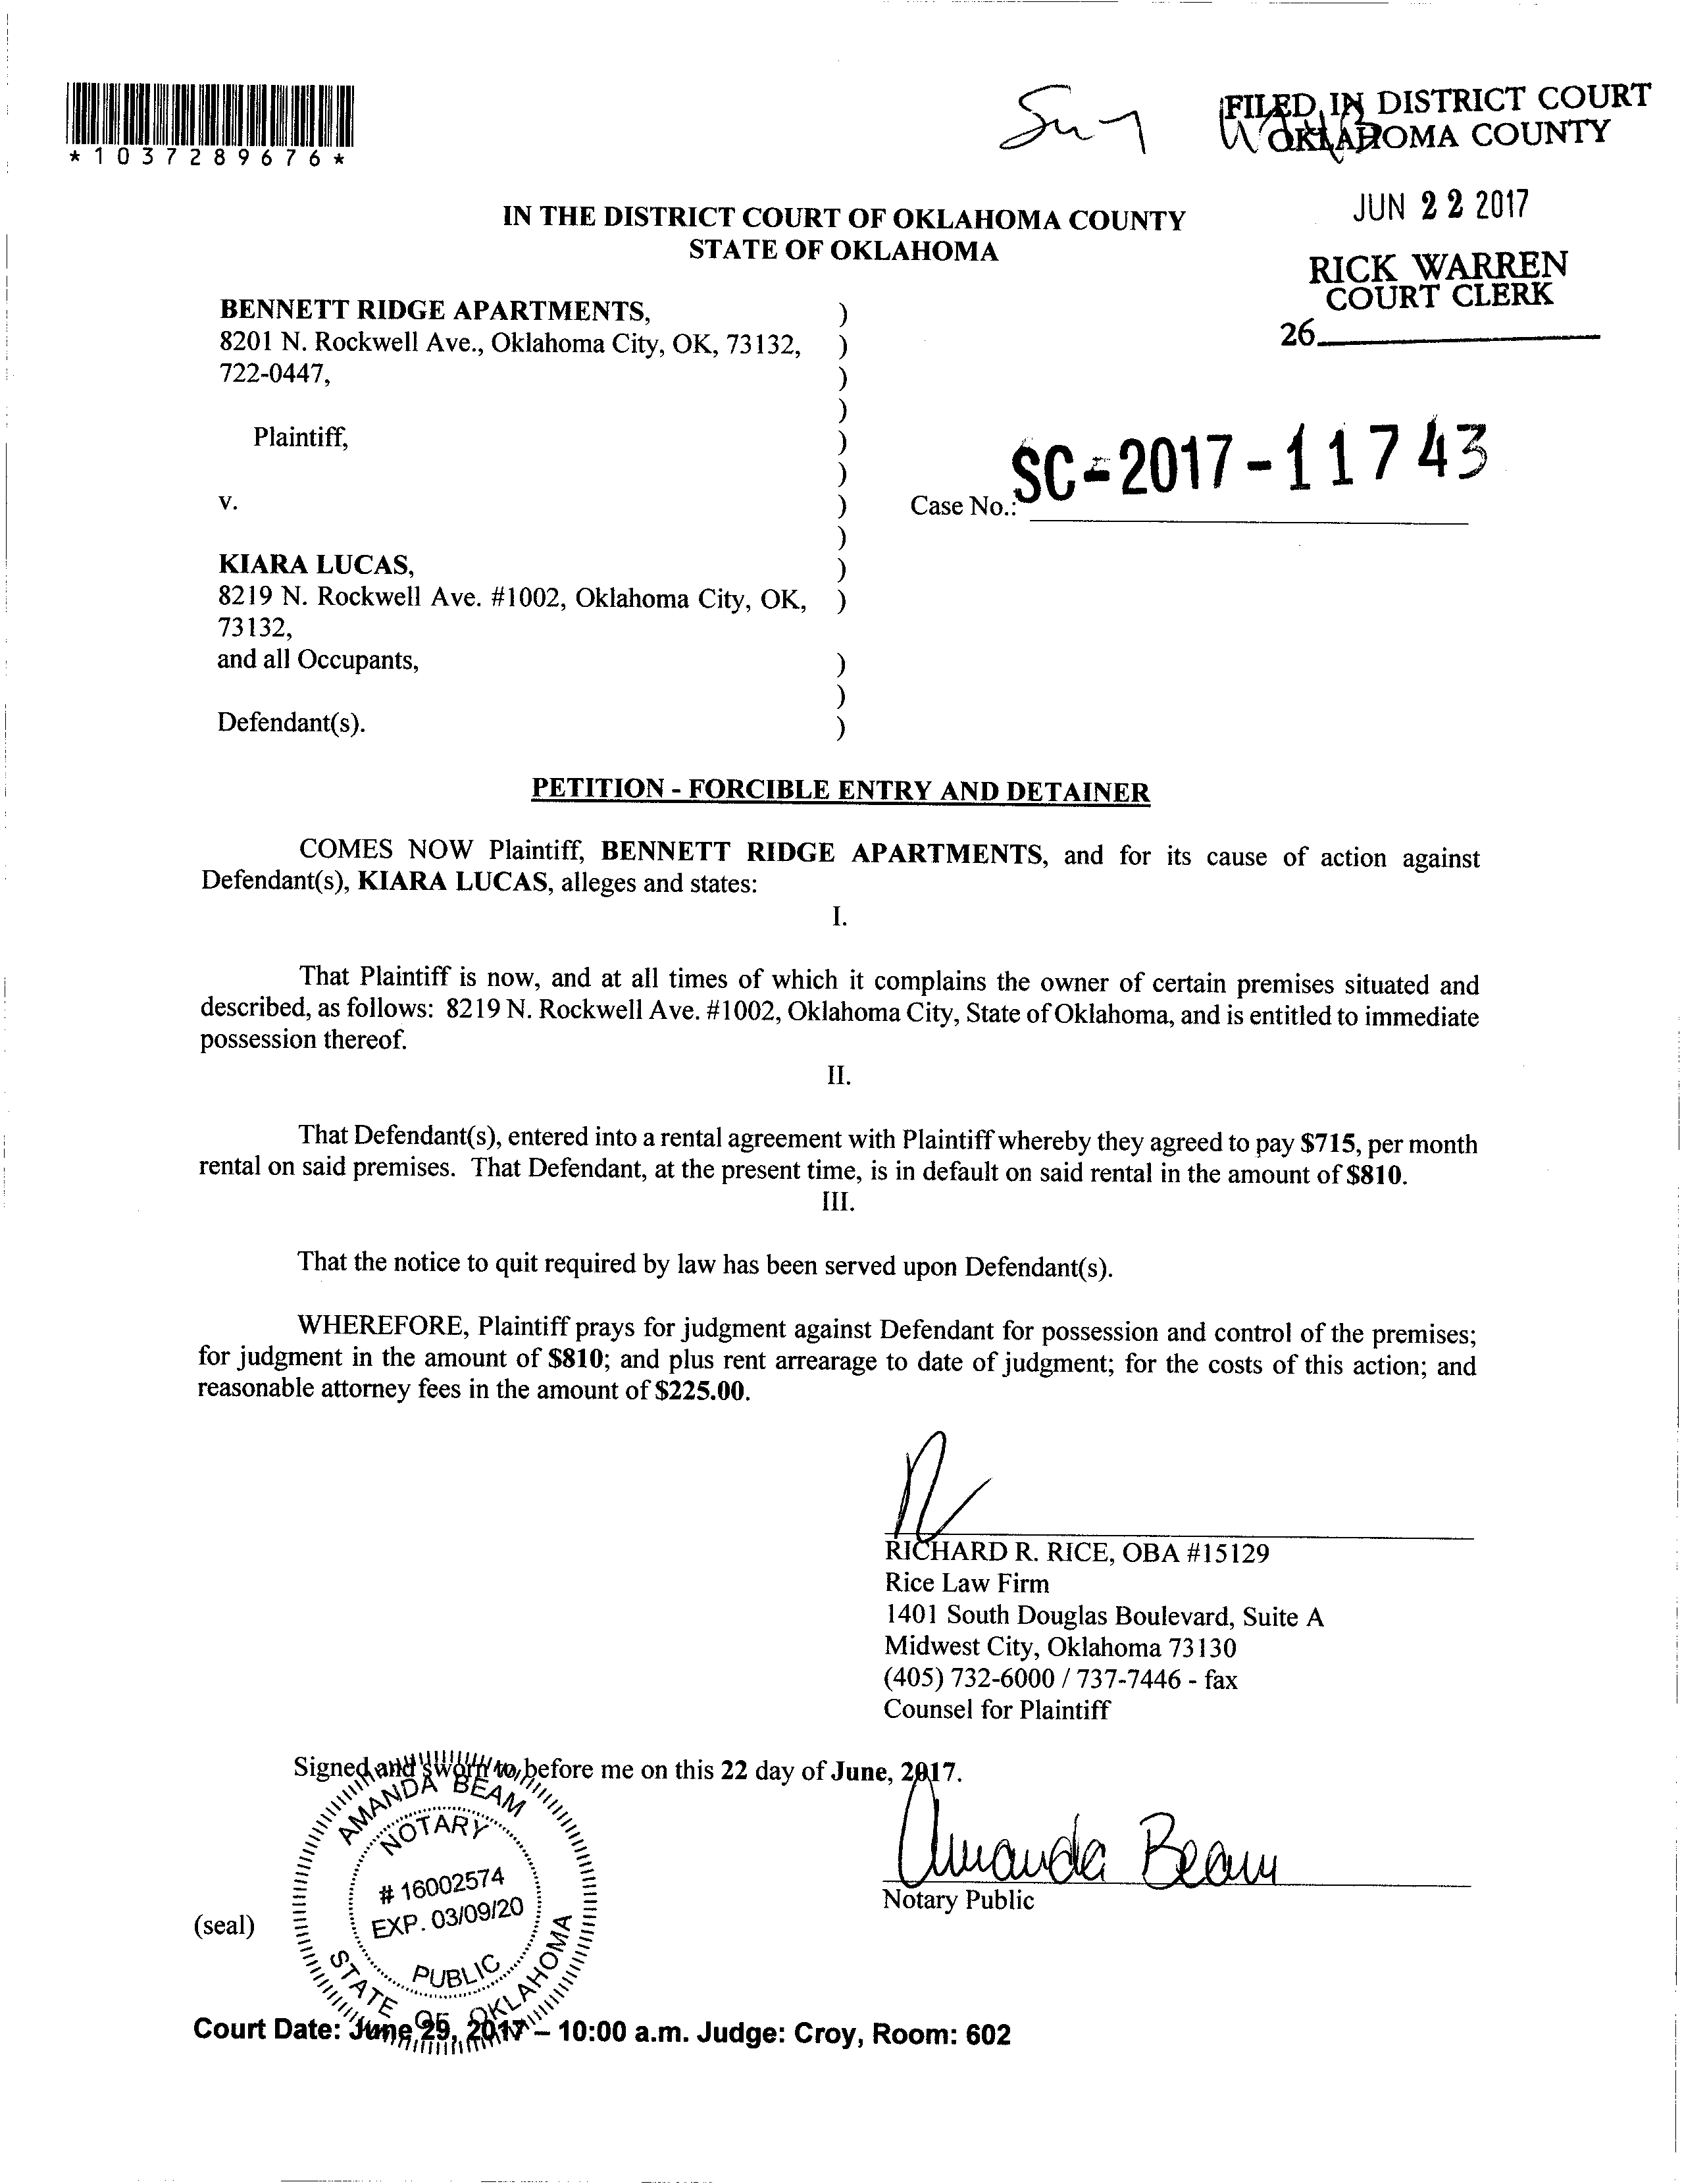 *1037289676*
FILED IN DISTRICT COURT
OKLAHOMA COUNTY
JUN 22 2017
RICK WARREN
COURT CLERK
26
IN THE DISTRICT COURT OF OKLAHOMA COUNTY
STATE OF OKLAHOMA
BENNETT RIDGE APARTMENTS, )
8201 N. Rockwell Ave., Oklahoma City, OK, 73132, )
722-0447, )
)
Plaintiff, )
)
v. )
)
KIARA LUCAS, )
8219 N. Rockwell Ave. #1002, Oklahoma City, OK, )
73132,
and all Occupants, )
)
Defendant(s). )
Case No.: SC-2017-11743
PETITION - FORCIBLE ENTRY AND DETAINER
COMES NOW Plaintiff, BENNETT RIDGE APARTMENTS, and for its cause of action against
Defendant(s), KIARA LUCAS, alleges and states:
I.
That Plaintiff is now, and at all times of which it complains the owner of certain premises situated and
described, as follows: 8219 N. Rockwell Ave. #1002, Oklahoma City, State of Oklahoma, and is entitled to immediate
possession thereof.
II.
That Defendant(s), entered into a rental agreement with Plaintiff whereby they agreed to pay $715, per month
rental on said premises. That Defendant, at the present time, is in default on said rental in the amount of $810.
III.
That the notice to quit required by law has been served upon Defendant(s).
WHEREFORE, Plaintiff prays for judgment against Defendant for possession and control of the premises;
for judgment in the amount of $810; and plus rent arrearage to date of judgment; for the costs of this action; and
reasonable attorney fees in the amount of $225.00.
RICHARD R. RICE, OBA #15129
Rice Law Firm
1401 South Douglas Boulevard, Suite A
Midwest City, Oklahoma 73130
(405) 732-6000 / 737-7446 - fax
Counsel for Plaintiff
Signed and sworn to before me on this 22 day of June, 2017.
Amanda Beam
Notary Public
(seal)
AMANDA BEAM
NOTARY
# 16002574
EXP. 03/09/20
PUBLIC
STATE OF OKLAHOMA
Court Date: June 29, 2017 – 10:00 a.m. Judge: Croy, Room: 602